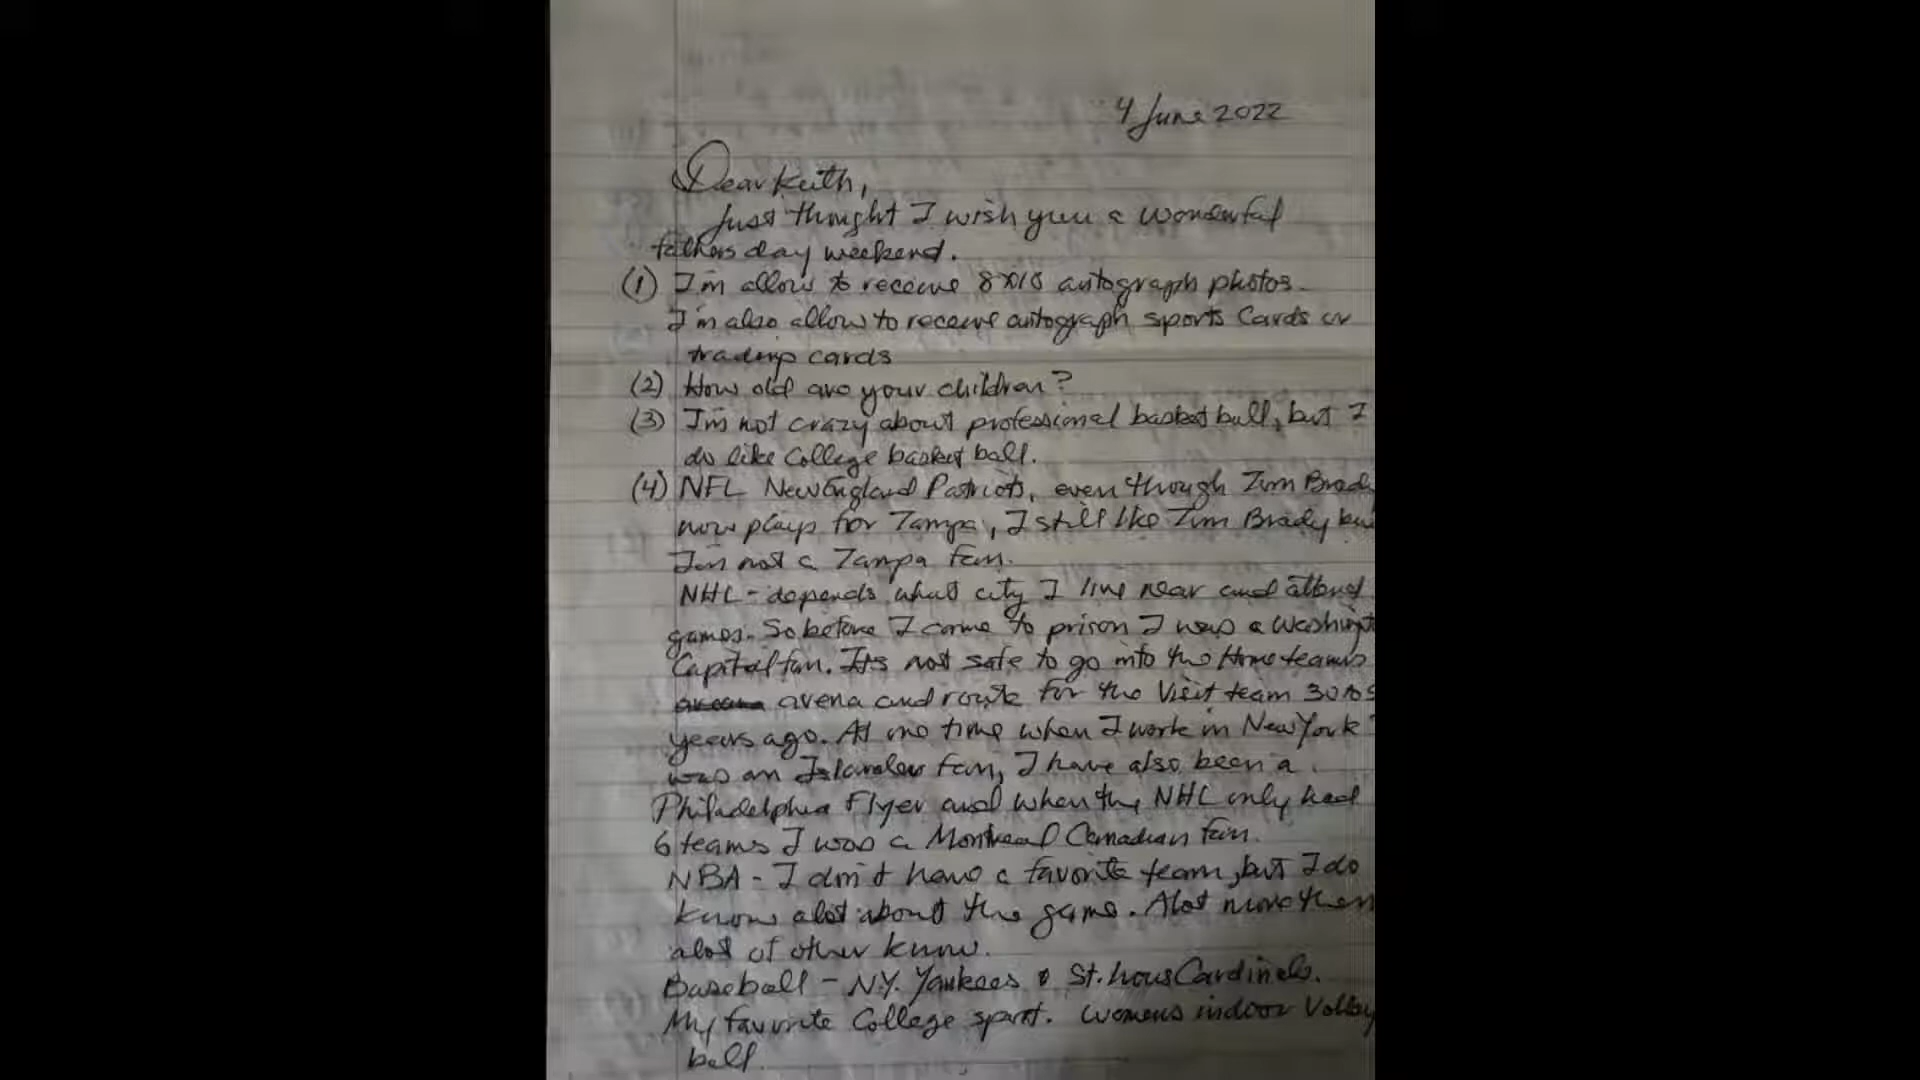 4 June 2022
Dear Keith,
Just thought I wish you a wonderful
fathers day weekend.
(1) I'm allow to receive 8x10 autograph photos.
I'm also allow to receive autograph sports Cards or
trading cards
(2) How old are your children?
(3) I'm not crazy about professional basket ball, but I
do like College basket ball.
(4) NFL New England Patriots, even though Tim Brady
now plays for Tampa, I still like Tim Brady but
I'm not a Tampa fan.
NHL - depends what city I live near and attend
games. So before I came to prison I was a Washingt
Capital fan. Its not safe to go into the Home teams
arena and route for the Visit team 30 to
years ago. At one time when I work in New York I
was an Islander fan, I have also been a
Philadelphia Flyer and when the NHL only had
6 teams I was a Montreal Canadian fan.
NBA - I don't have a favorite team, but I do
know alot about the game. Alot more then
alot of other know.
Baseball - N.Y. Yankees & St. Lous Cardinals.
My favorite College sport. Womens indoor Volley
ball.